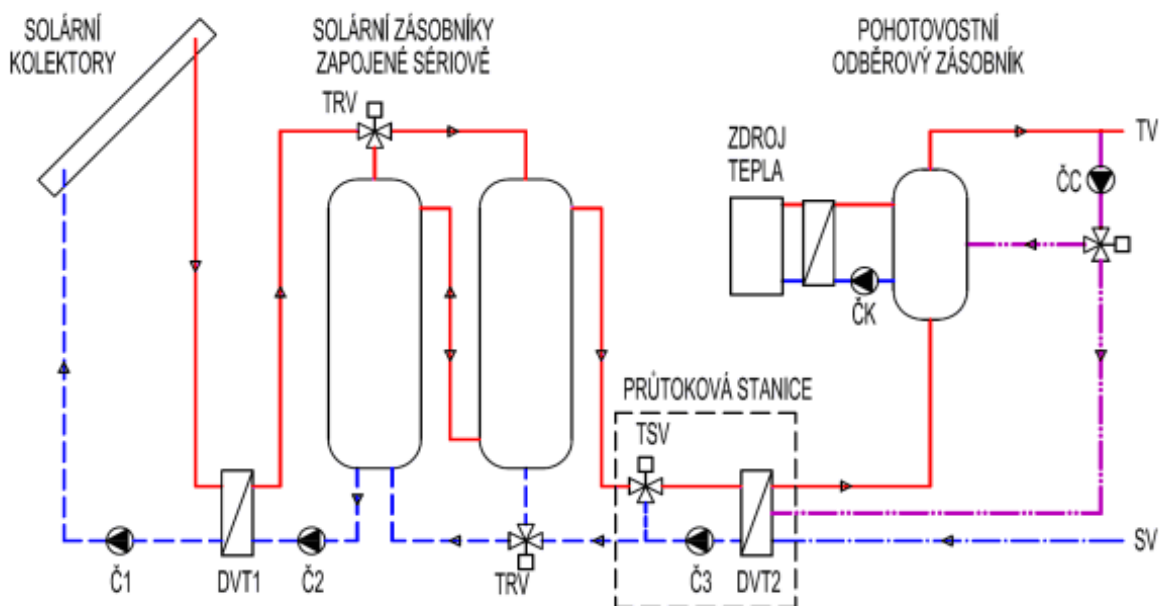 SOLÁRNÍ
KOLEKTORY
SOLÁRNÍ ZÁSOBNÍKY
ZAPOJENÉ SÉRIOVĚ
POHOTOVOSTNÍ
ODBĚROVÝ ZÁSOBNÍK
TRV
ZDROJ
TEPLA
TV
ČC
ČK
PRŮTOKOVÁ STANICE
TSV
SV
Č1
DVT1
Č2
TRV
Č3
DVT2